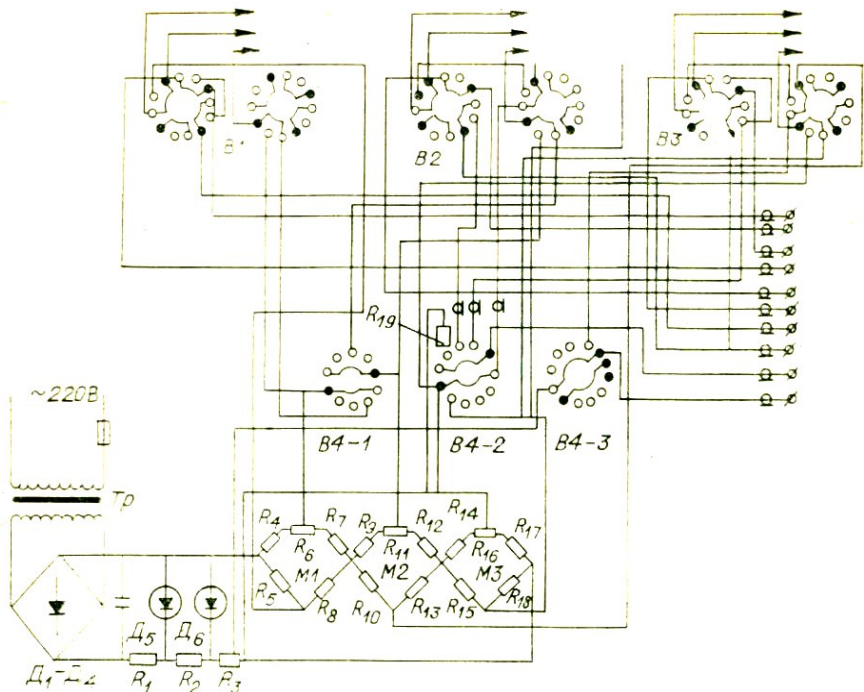 В1 В2 В3
R19
~220В
В4-1 В4-2 В4-3
Тр
R4 R7 R9 R12 R14 R17
R6 R11 R16
М1 М2 М3
R5 R8 R10 R13 R15 R18
Д5 Д6
Д1-Д4 R1 R2 R3